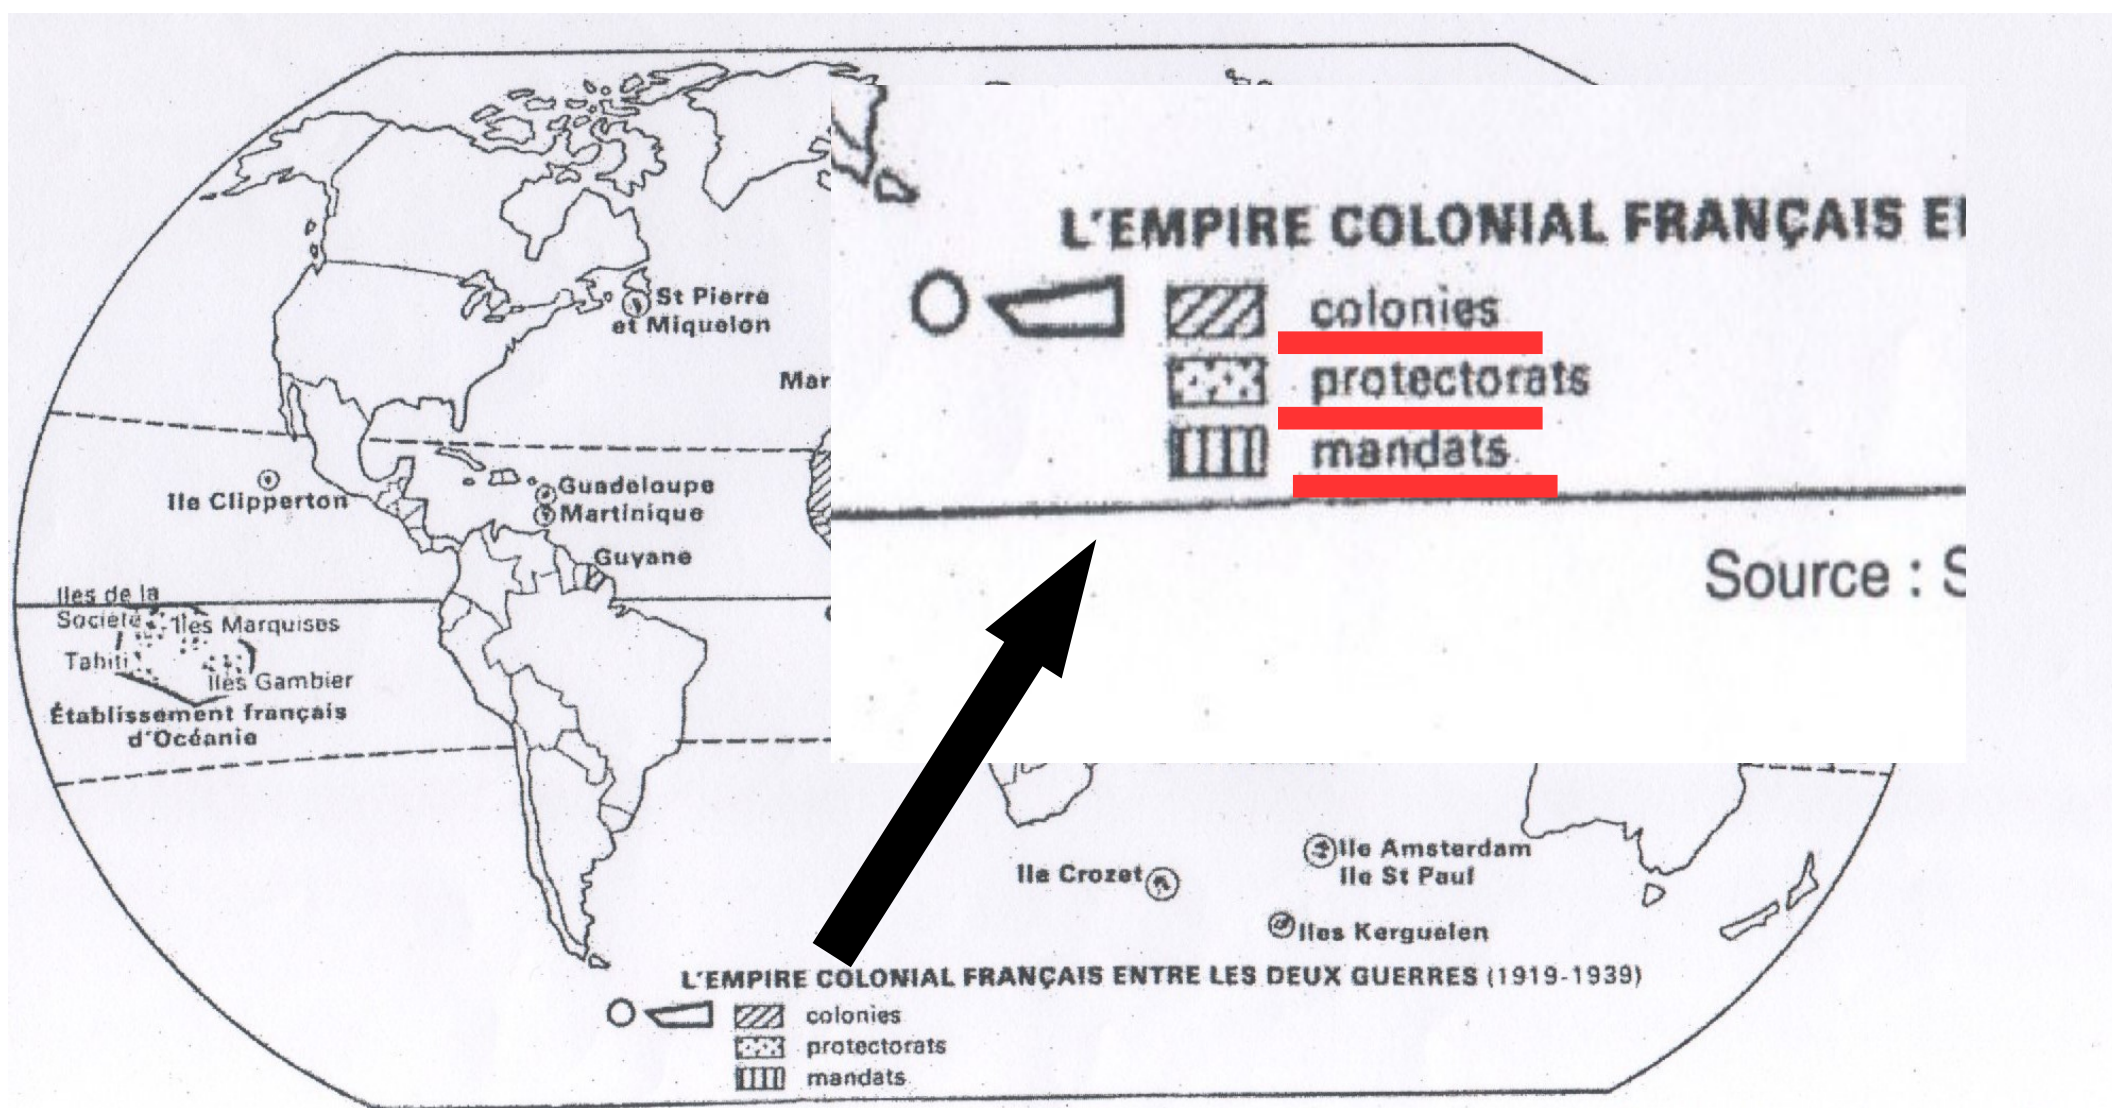 St Pierre
et Miquelon
Mar
Ile Clipperton
Guadeloupe
Martinique
Guyane
Iles de la
Société
Iles Marquises
Tahiti
Iles Gambier
Établissement français
d'Océanie
L'EMPIRE COLONIAL FRANÇAIS E
colonies
protectorats
mandats
Source : S
Ile Crozet
Ile Amsterdam
Ile St Paul
Iles Kerguelen
L'EMPIRE COLONIAL FRANÇAIS ENTRE LES DEUX GUERRES (1919-1939)
colonies
protectorats
mandats